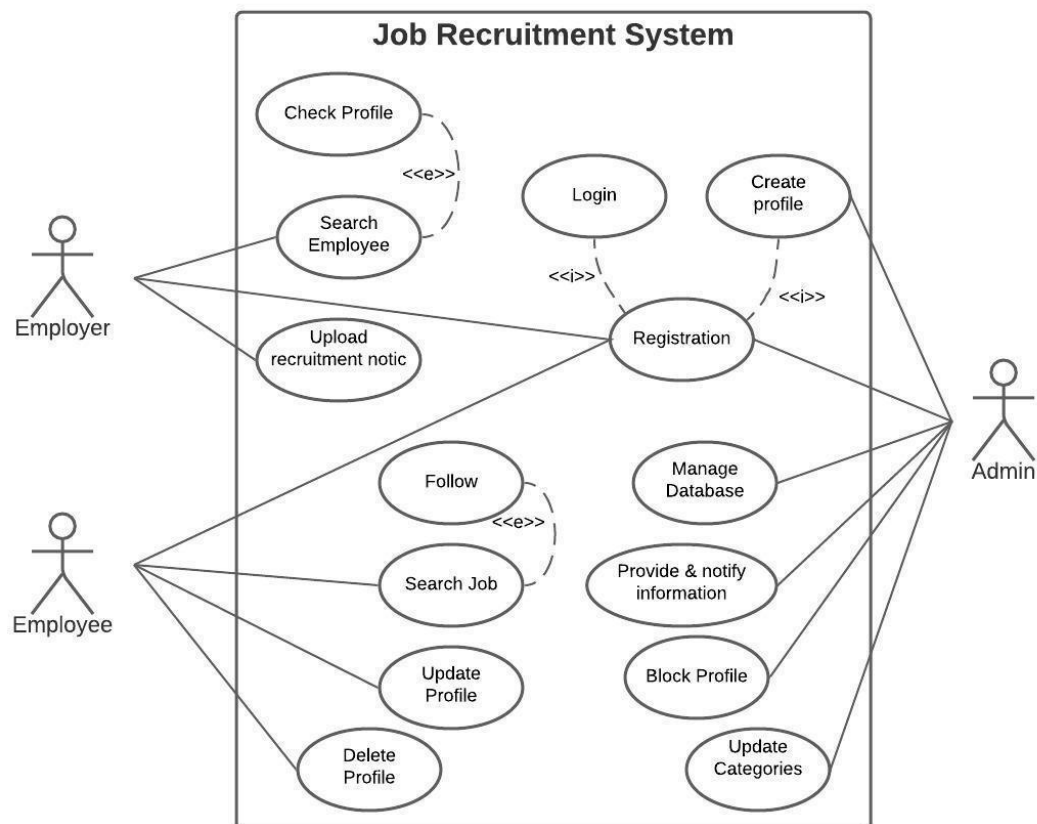 Job Recruitment System
Check Profile
<<e>>
Search
Employee
Login
Create
profile
<<i>>
<<i>>
Employer
Upload
recruitment notic
Registration
Admin
Follow
<<e>>
Search Job
Manage
Database
Employee
Provide & notify
information
Update
Profile
Block Profile
Delete
Profile
Update
Categories